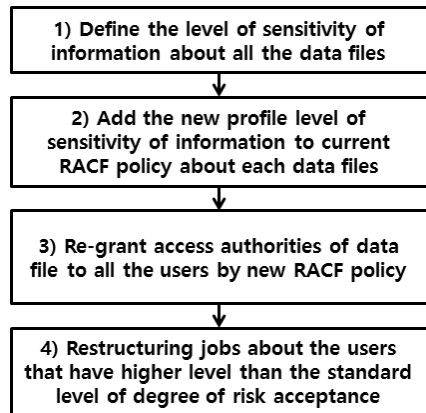 1) Define the level of sensitivity of
information about all the data files
2) Add the new profile level of
sensitivity of information to current
RACF policy about each data files
3) Re-grant access authorities of data
file to all the users by new RACF policy
4) Restructuring jobs about the users
that have higher level than the standard
level of degree of risk acceptance